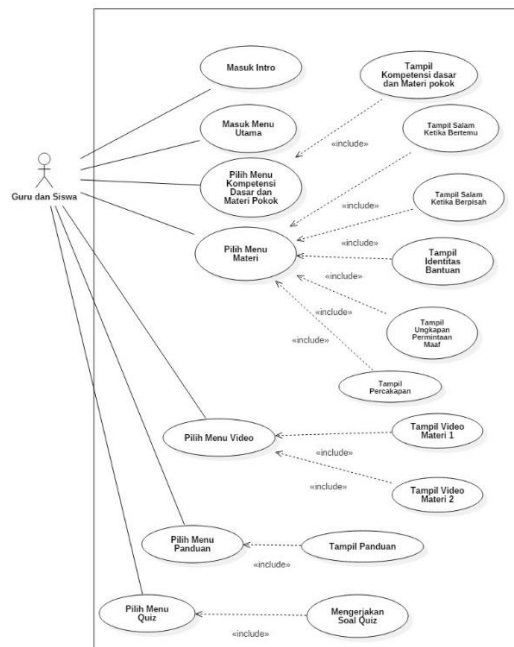 Masuk Intro
Tampil
Kompetensi dasar
dan Materi pokok
Masuk Menu
Utama
Tampil Salam
Ketika Bertemu
«include»
Guru dan Siswa
Pilih Menu
Kompetensi
Dasar dan
Materi Pokok
Tampil Salam
Ketika Berpisah
«include»
Pilih Menu
Materi
«include»
Tampil
Identitas
Bantuan
«include»
«include»
Tampil
Ungkapan
Permintaan
Maaf
«include»
Tampil
Percakapan
Pilih Menu Video
Tampil Video
Materi 1
«include»
«include»
Tampil Video
Materi 2
Pilih Menu
Panduan
Tampil Panduan
«include»
Pilih Menu
Quiz
Mengerjakan
Soal Quiz
«include»